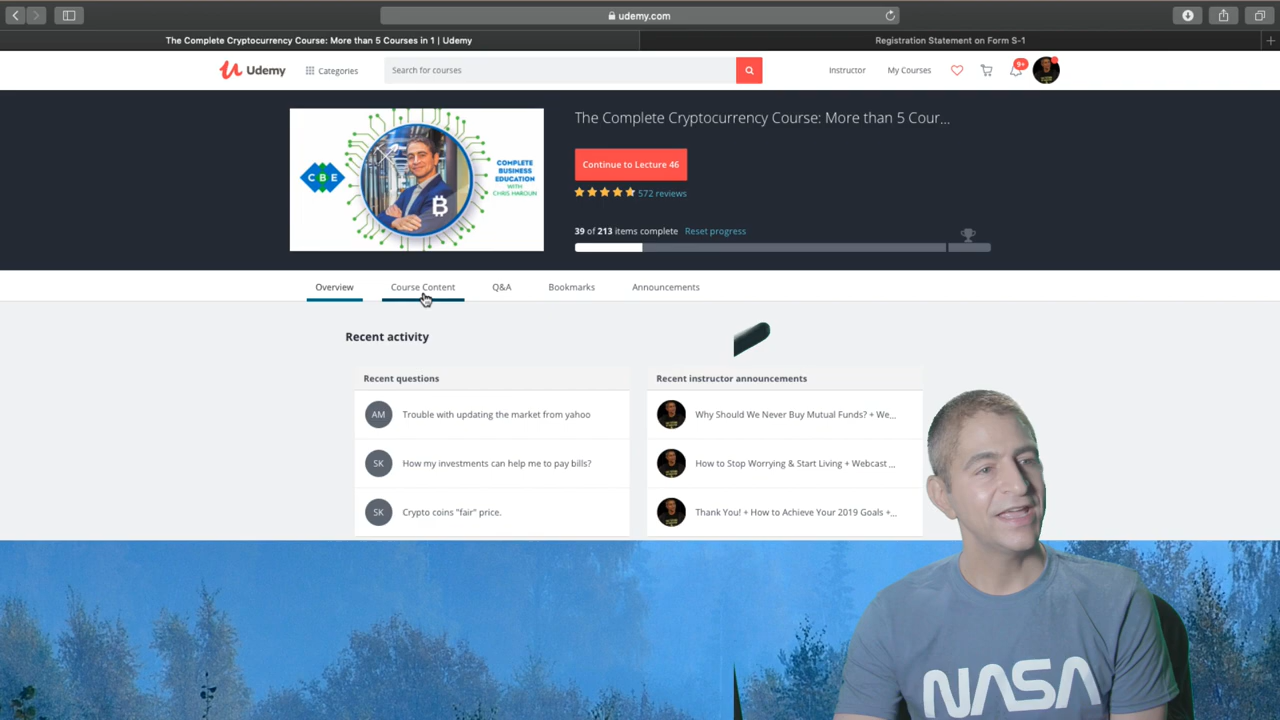 udemy.com
The Complete Cryptocurrency Course: More than 5 Courses in 1 | Udemy
Registration Statement on Form S-1
Udemy
Categories
Search for courses
Instructor
My Courses
9+
CBE
COMPLETE
BUSINESS
EDUCATION
WITH
CHRIS HAROUN
The Complete Cryptocurrency Course: More than 5 Cour...
Continue to Lecture 46
572 reviews
39 of 213 items complete
Reset progress
Overview
Course Content
Q&A
Bookmarks
Announcements
Recent activity
Recent questions
AM
Trouble with updating the market from yahoo
SK
How my investments can help me to pay bills?
SK
Crypto coins "fair" price.
Recent instructor announcements
Why Should We Never Buy Mutual Funds? + We...
How to Stop Worrying & Start Living + Webcast ...
Thank You! + How to Achieve Your 2019 Goals +...
NASA